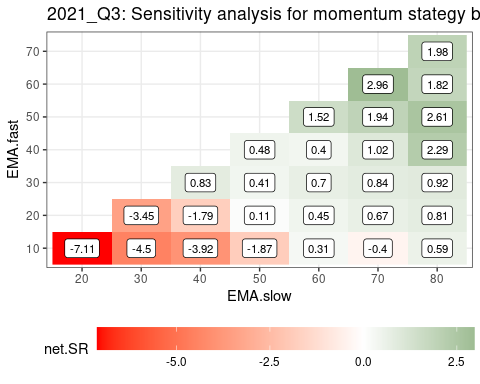 2021_Q3: Sensitivity analysis for momentum stategy b
EMA.fast
70
60
50
40
30
20
10
1.98
2.96 1.82
1.52 1.94 2.61
0.48 0.4 1.02 2.29
0.83 0.41 0.7 0.84 0.92
-3.45 -1.79 0.11 0.45 0.67 0.81
-7.11 -4.5 -3.92 -1.87 0.31 -0.4 0.59
20 30 40 50 60 70 80
EMA.slow
net.SR
-5.0 -2.5 0.0 2.5